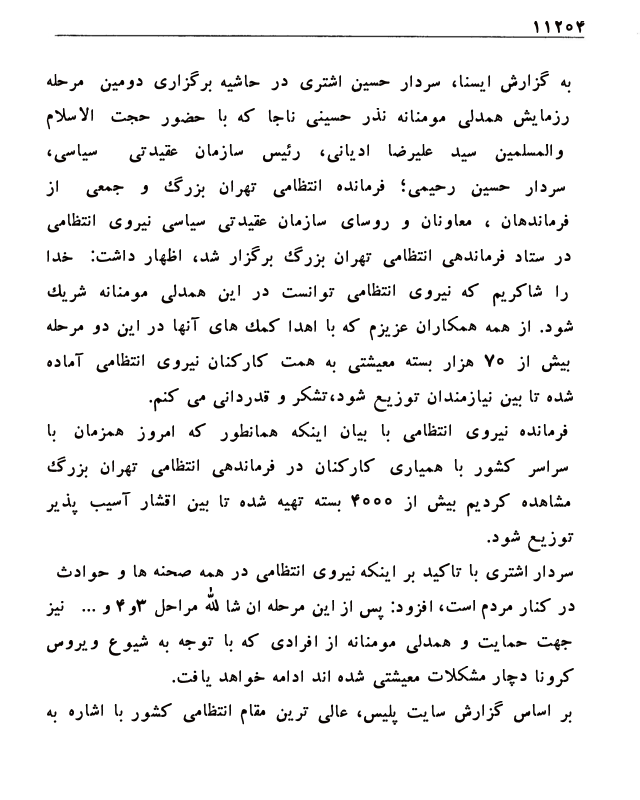 ۱۱۲۰۴
به گزارش ایسنا، سردار حسین اشتری در حاشیه برگزاری دومین مرحله
رزمایش همدلی مومنانه نذر حسینی ناجا که با حضور حجت الاسلام
والمسلمین سید علیرضا ادیانی، رئیس سازمان عقیدتی سیاسی،
سردار حسین رحیمی؛ فرمانده انتظامی تهران بزرگ و جمعی از
فرماندهان ، معاونان و روسای سازمان عقیدتی سیاسی نیروی انتظامی
در ستاد فرماندهی انتظامی تهران بزرگ برگزار شد، اظهار داشت: خدا
را شاکریم که نیروی انتظامی توانست در این همدلی مومنانه شریك
شود. از همه همکاران عزیزم که با اهدا کمك های آنها در این دو مرحله
بیش از ۷۰ هزار بسته معیشتی به همت کارکنان نیروی انتظامی آماده
شده تا بین نیازمندان توزیع شود،تشکر و قدردانی می کنم.
فرمانده نیروی انتظامی با بیان اینکه همانطور که امروز همزمان با
سراسر کشور با همیاری کارکنان در فرماندهی انتظامی تهران بزرگ
مشاهده کردیم بیش از ۴۰۰۰ بسته تهیه شده تا بین اقشار آسیب پذیر
توزیع شود.
سردار اشتری با تاکید بر اینکه نیروی انتظامی در همه صحنه ها و حوادث
در کنار مردم است، افزود: پس از این مرحله ان شا لله مراحل ۳و۴ و ... نیز
جهت حمایت و همدلی مومنانه از افرادی که با توجه به شیوع ویروس
کرونا دچار مشکلات معیشتی شده اند ادامه خواهد یافت.
بر اساس گزارش سایت پلیس، عالی ترین مقام انتظامی کشور با اشاره به